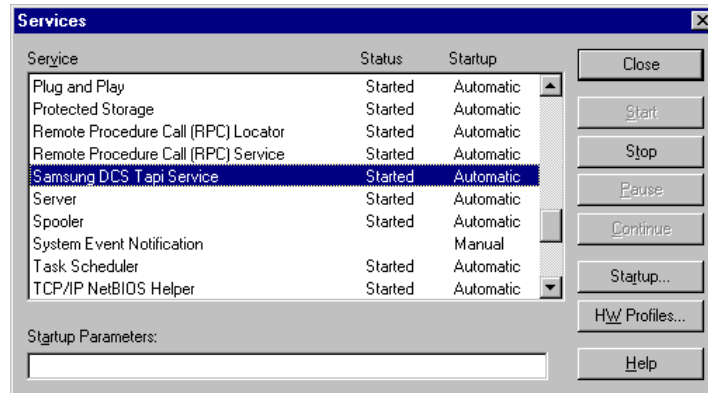 Services
Service Status Startup
Plug and Play Started Automatic
Protected Storage Started Automatic
Remote Procedure Call (RPC) Locator Started Automatic
Remote Procedure Call (RPC) Service Started Automatic
Samsung DCS Tapi Service Started Automatic
Server Started Automatic
Spooler Started Automatic
System Event Notification Manual
Task Scheduler Started Automatic
TCP/IP NetBIOS Helper Started Automatic
Startup Parameters:
Close
Start
Stop
Pause
Continue
Startup...
HW Profiles...
Help